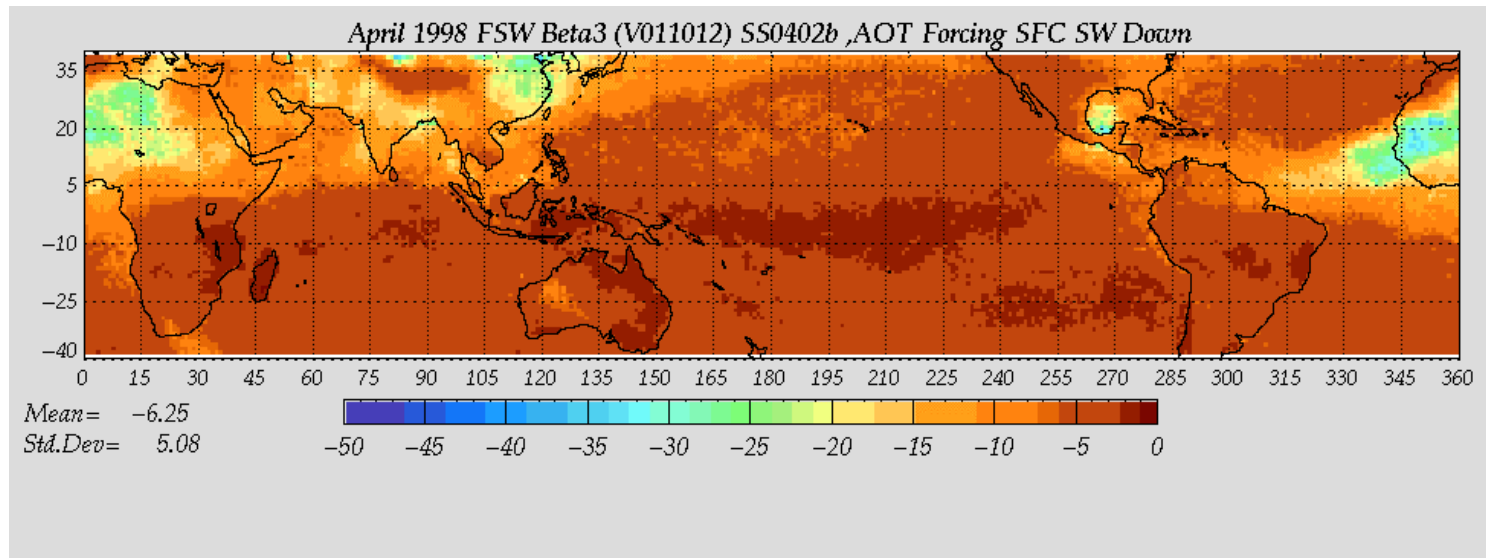 April 1998 FSW Beta3 (V011012) SS0402b ,AOT Forcing SFC SW Down
35
20
5
−10
−25
−40
0 15 30 45 60 75 90 105 120 135 150 165 180 195 210 225 240 255 270 285 300 315 330 345 360
Mean= −6.25
Std.Dev= 5.08
−50 −45 −40 −35 −30 −25 −20 −15 −10 −5 0